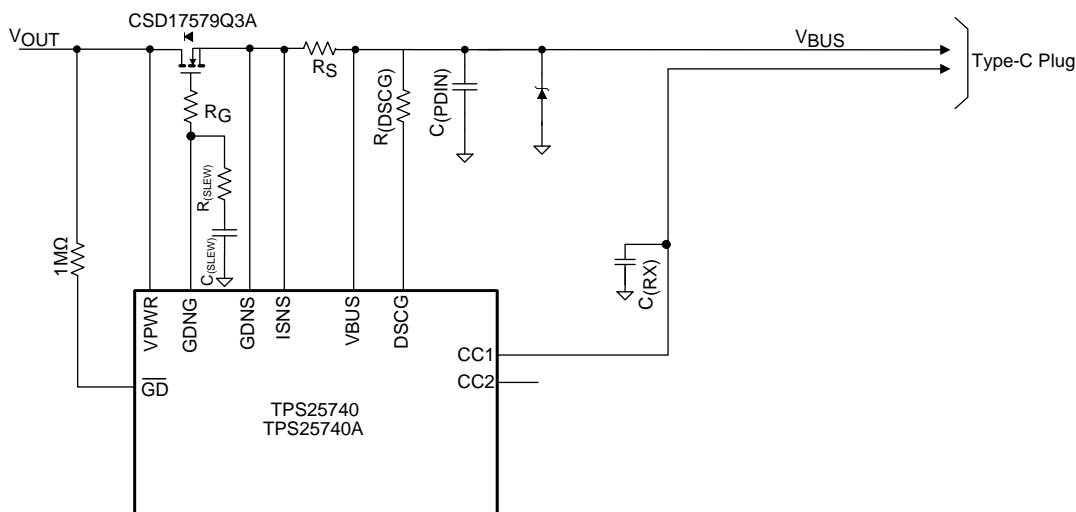 CSD17579Q3A
VOUT
VBUS
Type-C Plug
RS
RG
R(DSCG)
C(PDIN)
R(SLEW)
C(SLEW)
1MΩ
C(RX)
VPWR
GDNG
GDNS
ISNS
VBUS
DSCG
CC1
CC2
GD
TPS25740
TPS25740A